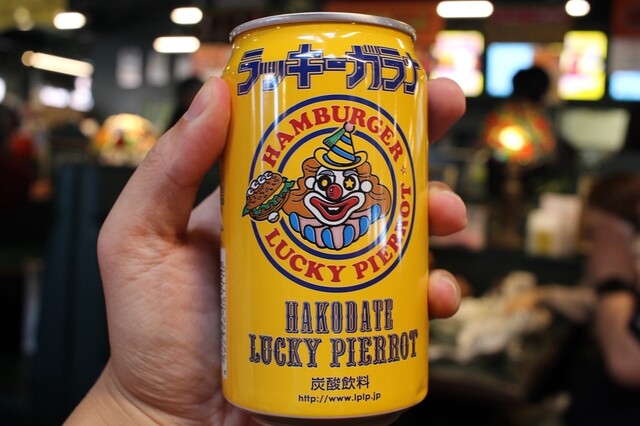 ラッキーガラナ
HAMBURGER
LUCKY PIERROT
HAKODATE
LUCKY PIERROT
炭酸飲料
http://www.lplp.jp